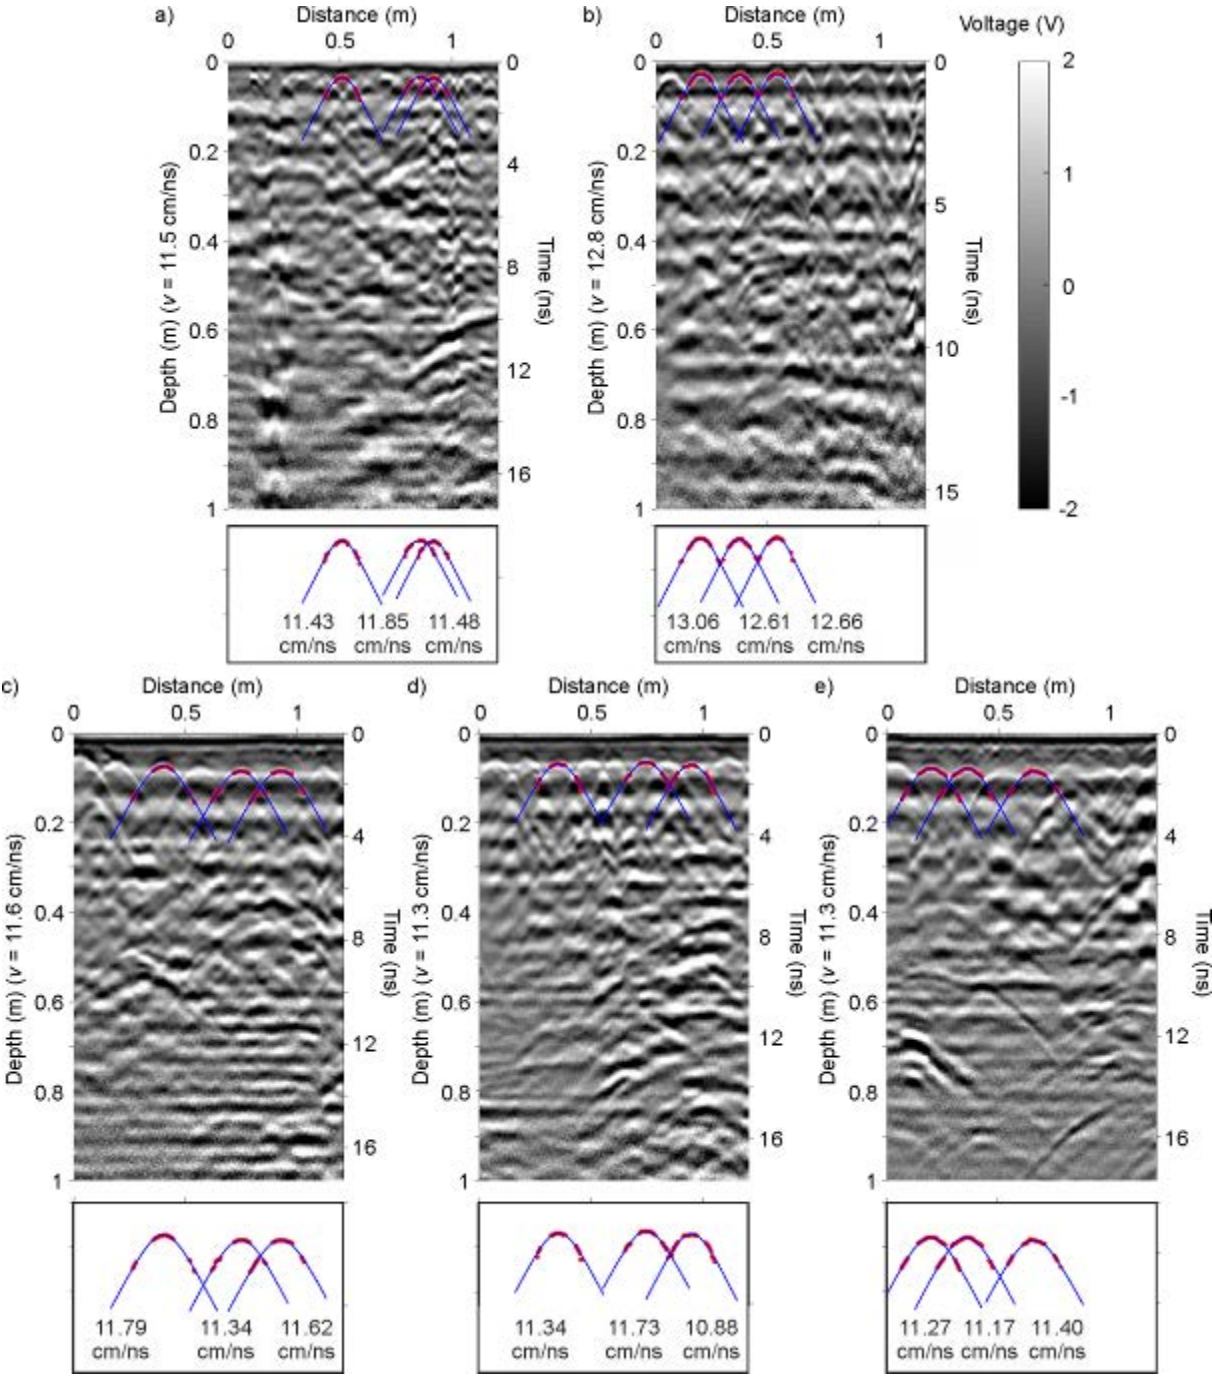 a)
Distance (m)
0 0.5 1
0
0.2
0.4
0.6
0.8
1
Depth (m) (v = 11.5 cm/ns)
0
4
8
12
16
Time (ns)
11.43 11.85 11.48
cm/ns cm/ns cm/ns
b)
Distance (m)
0 0.5 1
0
0.2
0.4
0.6
0.8
1
Depth (m) (v = 12.8 cm/ns)
0
5
10
15
Time (ns)
13.06 12.61 12.66
cm/ns cm/ns cm/ns
Voltage (V)
2
1
0
-1
-2
c)
Distance (m)
0 0.5 1
0
0.2
0.4
0.6
0.8
1
Depth (m) (v = 11.6 cm/ns)
0
4
8
12
16
Time (ns)
11.79 11.34 11.62
cm/ns cm/ns cm/ns
d)
Distance (m)
0 0.5 1
0
0.2
0.4
0.6
0.8
1
Depth (m) (v = 11.3 cm/ns)
0
4
8
12
16
Time (ns)
11.34 11.73 10.88
cm/ns cm/ns cm/ns
e)
Distance (m)
0 0.5 1
0
0.2
0.4
0.6
0.8
1
Depth (m) (v = 11.3 cm/ns)
0
4
8
12
16
Time (ns)
11.27 11.17 11.40
cm/ns cm/ns cm/ns